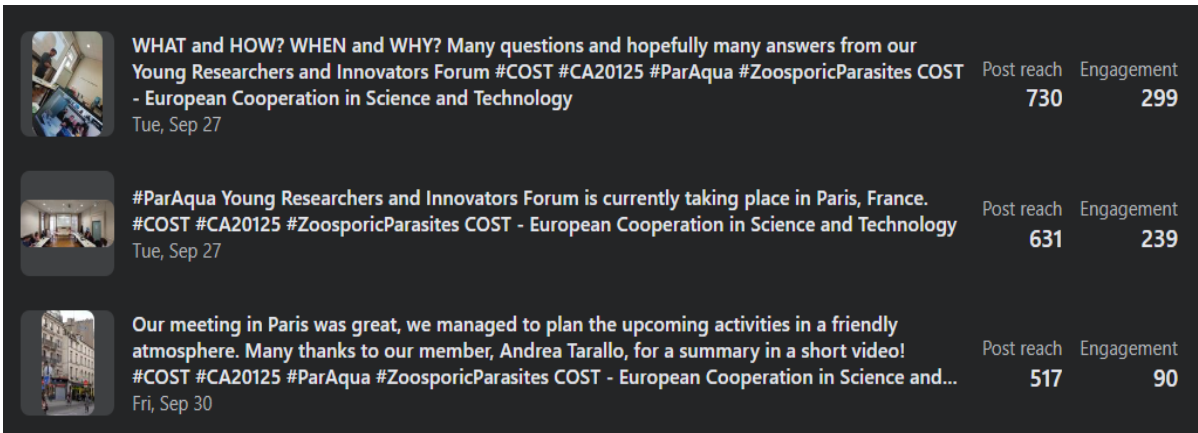 WHAT and HOW? WHEN and WHY? Many questions and hopefully many answers from our
Young Researchers and Innovators Forum #COST #CA20125 #ParAqua #ZoosporicParasites COST
- European Cooperation in Science and Technology
Tue, Sep 27
Post reach Engagement
730 299
#ParAqua Young Researchers and Innovators Forum is currently taking place in Paris, France.
#COST #CA20125 #ZoosporicParasites COST - European Cooperation in Science and Technology
Tue, Sep 27
Post reach Engagement
631 239
Our meeting in Paris was great, we managed to plan the upcoming activities in a friendly
atmosphere. Many thanks to our member, Andrea Tarallo, for a summary in a short video!
#COST #CA20125 #ParAqua #ZoosporicParasites COST - European Cooperation in Science and...
Fri, Sep 30
Post reach Engagement
517 90